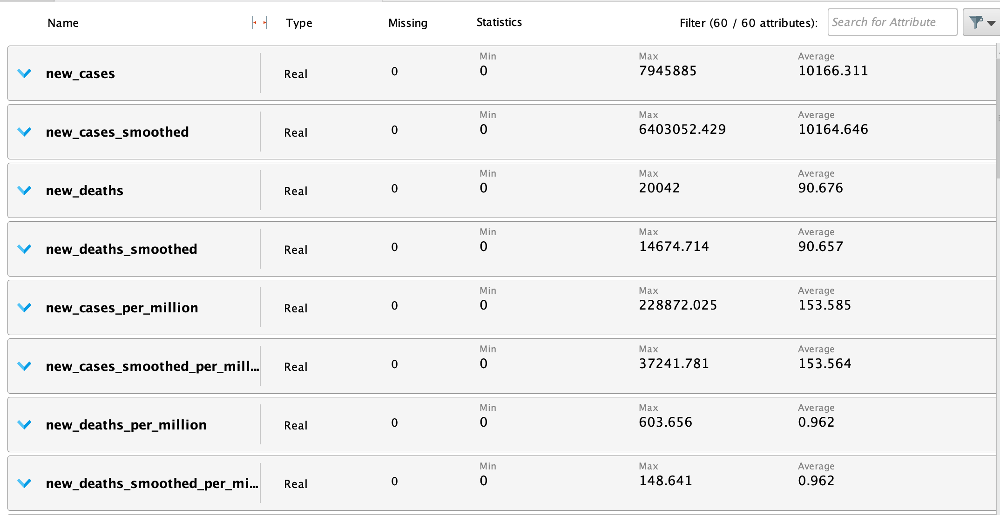 Name Type Missing Statistics Filter (60 / 60 attributes): Search for Attribute
Min Max Average
new_cases Real 0 0 7945885 10166.311
Min Max Average
new_cases_smoothed Real 0 0 6403052.429 10164.646
Min Max Average
new_deaths Real 0 0 20042 90.676
Min Max Average
new_deaths_smoothed Real 0 0 14674.714 90.657
Min Max Average
new_cases_per_million Real 0 0 228872.025 153.585
Min Max Average
new_cases_smoothed_per_mill... Real 0 0 37241.781 153.564
Min Max Average
new_deaths_per_million Real 0 0 603.656 0.962
Min Max Average
new_deaths_smoothed_per_mi... Real 0 0 148.641 0.962